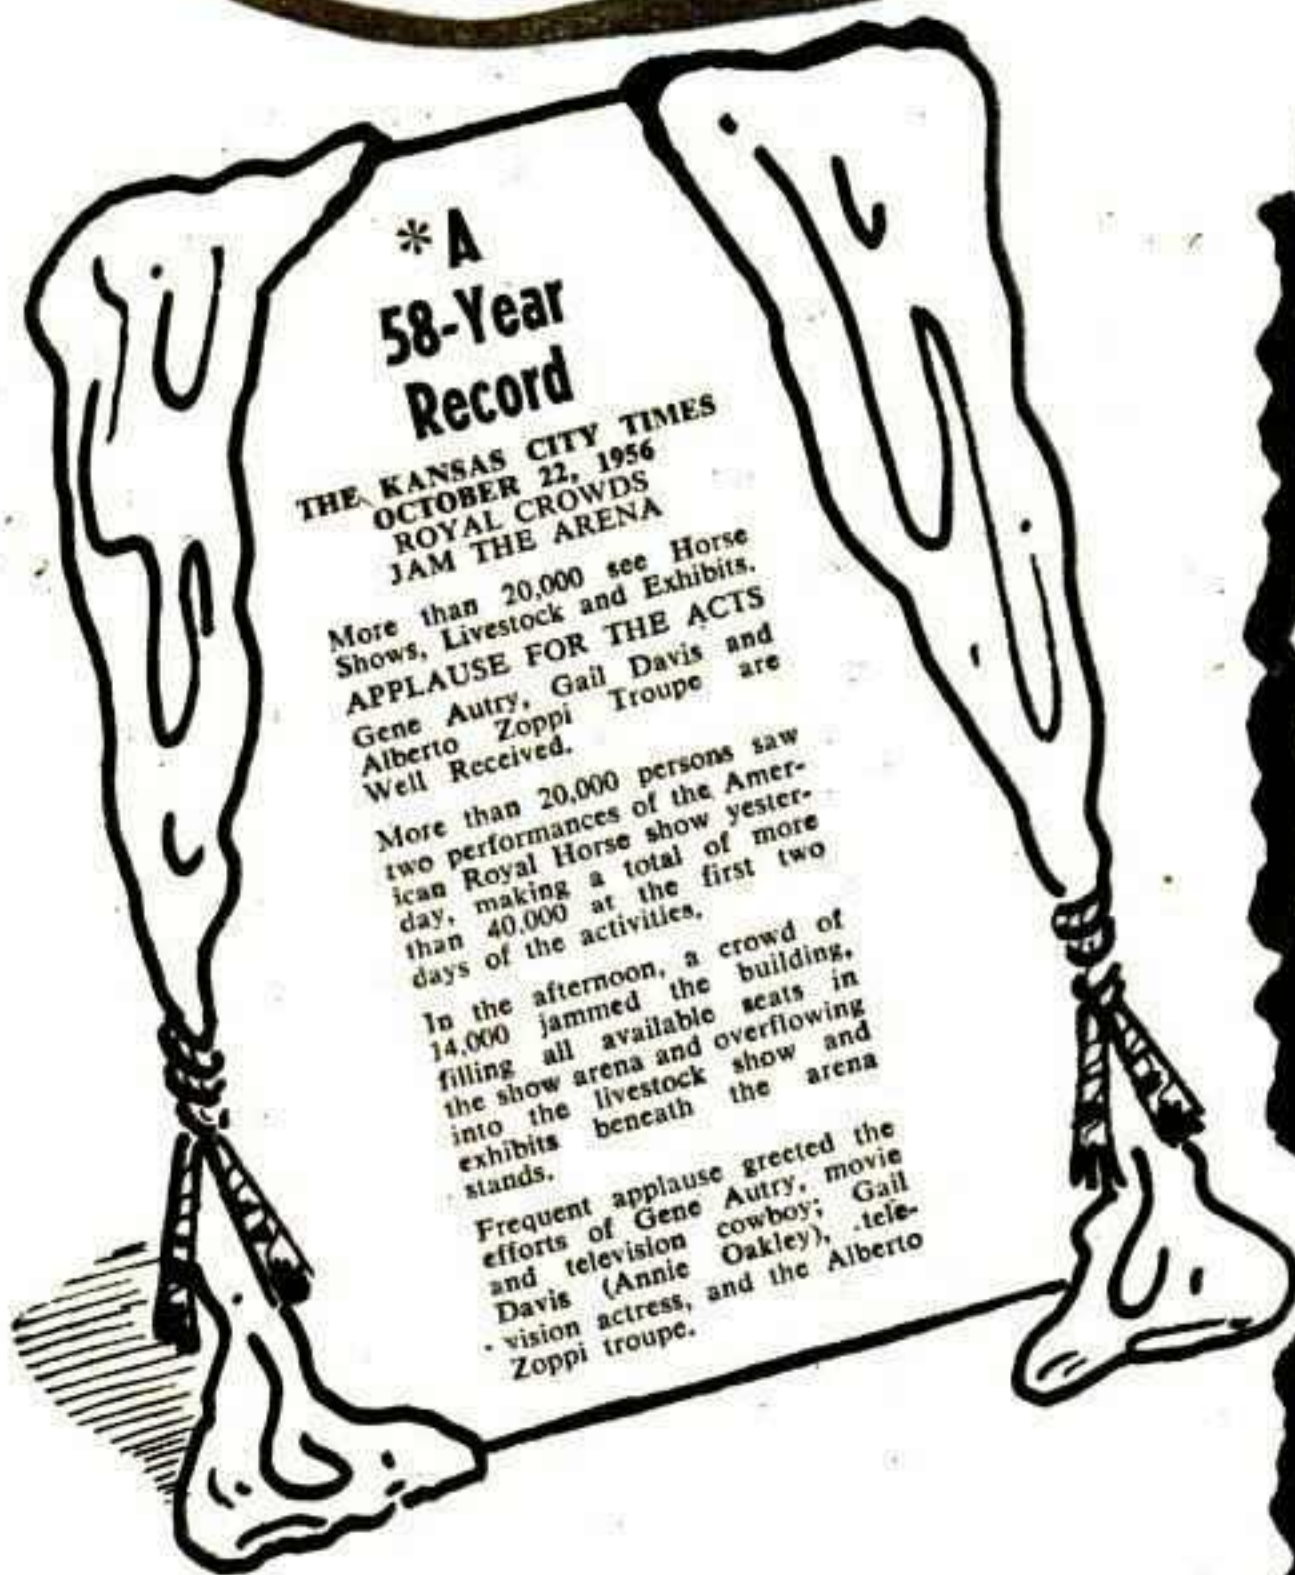 *A
58-Year
Record
THE KANSAS CITY TIMES
OCTOBER 22, 1956
ROYAL CROWDS
JAM THE ARENA
More than 20,000 see Horse
Shows, Livestock and Exhibits.
APPLAUSE FOR THE ACTS
Gene Autry, Gail Davis and
Alberto Zoppi Troupe are
Well Received.
More than 20,000 persons saw
two performances of the Amer-
ican Royal Horse show yester-
day, making a total of more
than 40,000 at the first two
days of the activities.
In the afternoon, a crowd of
14,000 jammed the building,
filling all available seats in
the show arena and overflowing
into the livestock show and
exhibits beneath the arena
stands.
Frequent applause greeted the
efforts of Gene Autry, movie
and television cowboy; Gail
Davis (Annie Oakley), tele-
vision actress, and the Alberto
Zoppi troupe.